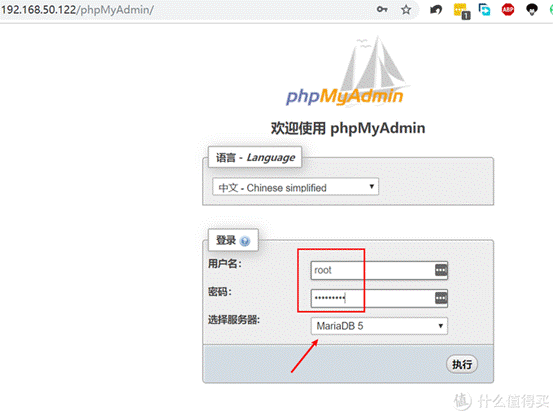 192.168.50.122/phpMyAdmin/
1
ABP
phpMyAdmin
欢迎使用 phpMyAdmin
语言 - Language
中文 - Chinese simplified
登录
用户名:
root
密码:
•••••••••
选择服务器:
MariaDB 5
执行
值 什么值得买